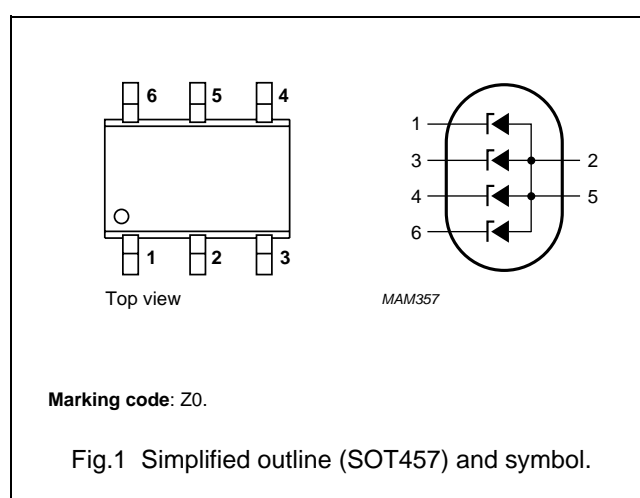 6 5 4
1 2 3
Top view
1
3 2
4 5
6
MAM357
Marking code: Z0.
Fig.1 Simplified outline (SOT457) and symbol.